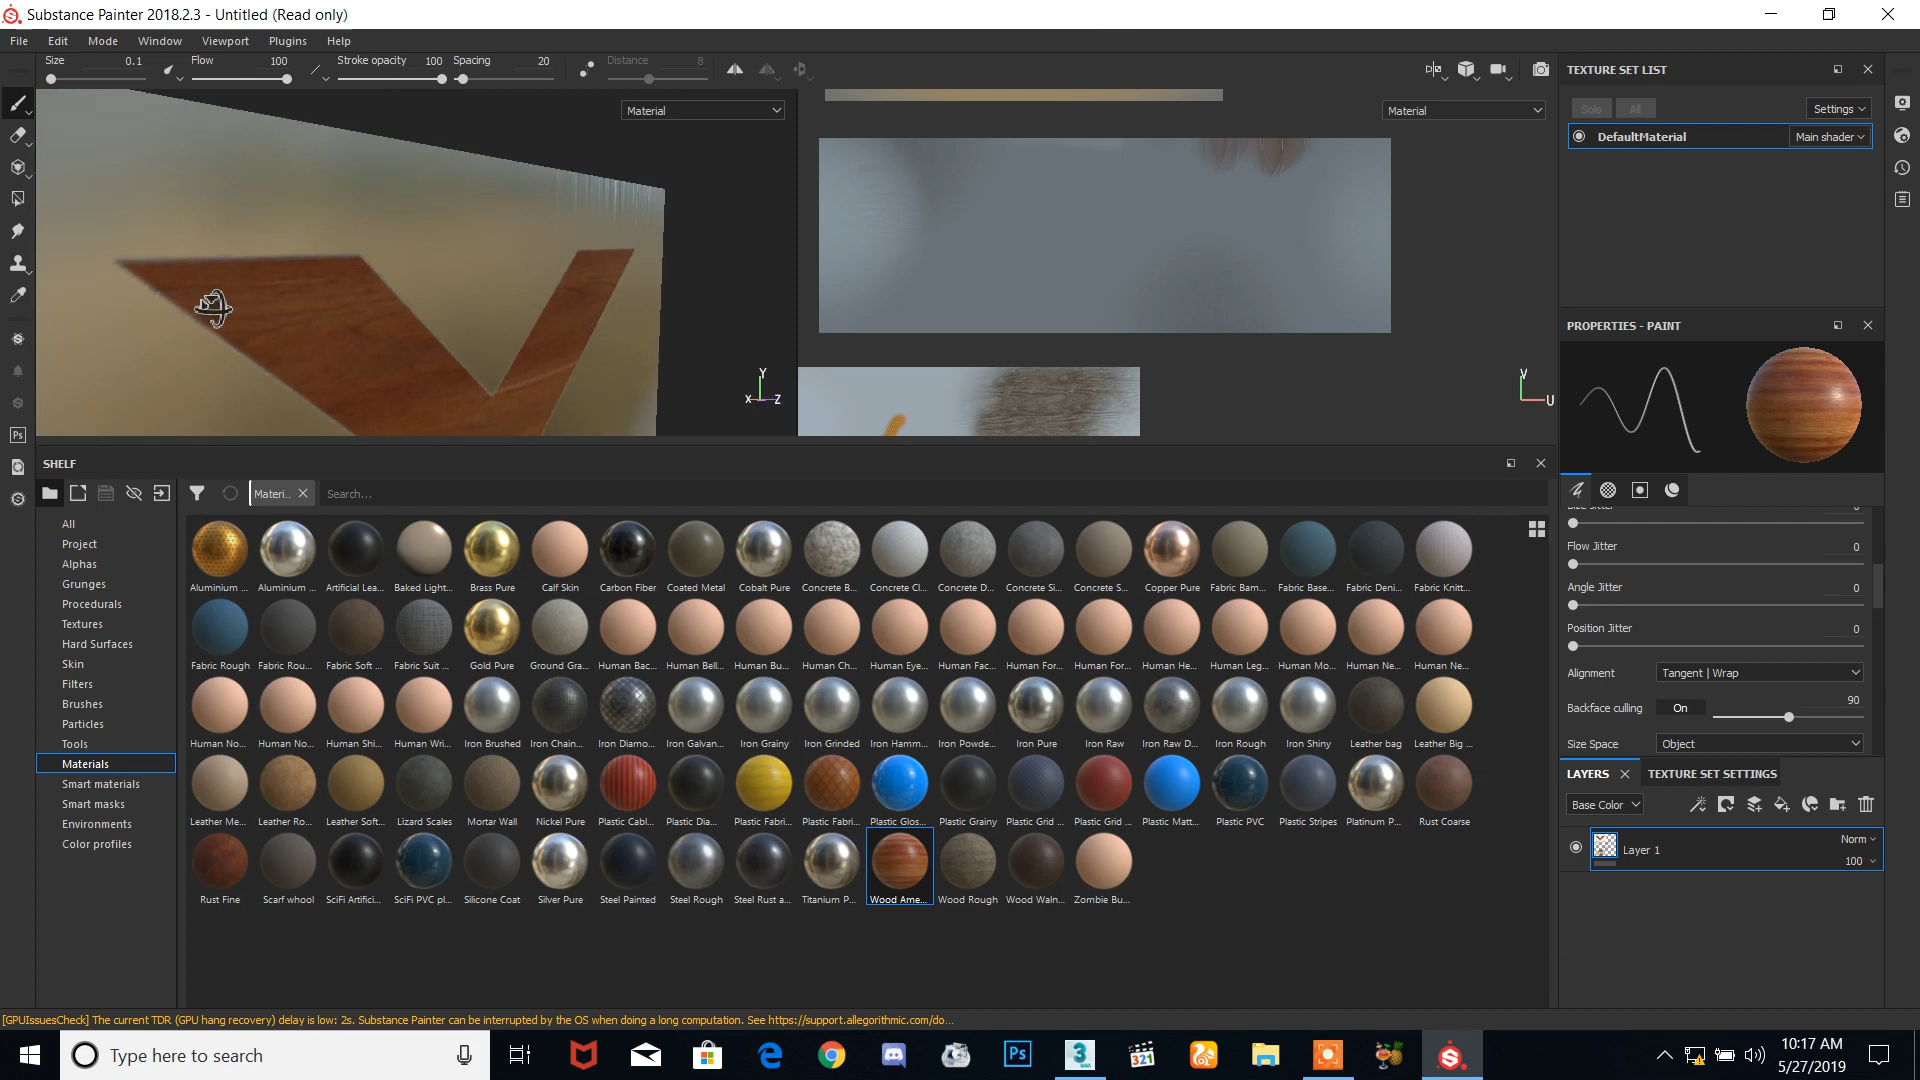 Substance Painter 2018.2.3 - Untitled (Read only)
File Edit Mode Window Viewport Plugins Help
Size 0.1 Flow 100 Stroke opacity 100 Spacing 20 Distance 8
Material
Material
TEXTURE SET LIST
Solo All Settings
DefaultMaterial Main shader
Y
X Z
V
U
PROPERTIES - PAINT
Flow Jitter 0
Angle Jitter 0
Position Jitter 0
Alignment Tangent | Wrap
Backface culling On 90
Size Space Object
LAYERS TEXTURE SET SETTINGS
Base Color
Norm
Layer 1
100
SHELF
Materi.. Search...
All
Project
Alphas
Grunges
Procedurals
Textures
Hard Surfaces
Skin
Filters
Brushes
Particles
Tools
Materials
Smart materials
Smart masks
Environments
Color profiles
Aluminium ... Aluminium ... Artificial Lea... Baked Light... Brass Pure Calf Skin Carbon Fiber Coated Metal Cobalt Pure Concrete B... Concrete Cl... Concrete D... Concrete Si... Concrete S... Copper Pure Fabric Bam... Fabric Base... Fabric Deni... Fabric Knitt...
Fabric Rough Fabric Rou... Fabric Soft ... Fabric Suit ... Gold Pure Ground Gra... Human Bac... Human Bell... Human Bu... Human Ch... Human Eye... Human Fac... Human For... Human For... Human He... Human Leg... Human Mo... Human Ne... Human Ne...
Human No... Human No... Human Shi... Human Wri... Iron Brushed Iron Chain... Iron Diamo... Iron Galvan... Iron Grainy Iron Grinded Iron Hamm... Iron Powde... Iron Pure Iron Raw Iron Raw D... Iron Rough Iron Shiny Leather bag Leather Big ...
Leather Me... Leather Ro... Leather Soft... Lizard Scales Mortar Wall Nickel Pure Plastic Cabl... Plastic Dia... Plastic Fabri... Plastic Fabri... Plastic Glos... Plastic Grainy Plastic Grid ... Plastic Grid ... Plastic Matt... Plastic PVC Plastic Stripes Platinum P... Rust Coarse
Rust Fine Scarf whool SciFi Artifici... SciFi PVC pl... Silicone Coat Silver Pure Steel Painted Steel Rough Steel Rust a... Titanium P... Wood Ame... Wood Rough Wood Waln... Zombie Bu...
[GPUIssuesCheck] The current TDR (GPU hang recovery) delay is low: 2s. Substance Painter can be interrupted by the OS when doing a long computation. See https://support.allegorithmic.com/do...
Type here to search
Ps
3
MAX
321
10:17 AM
5/27/2019